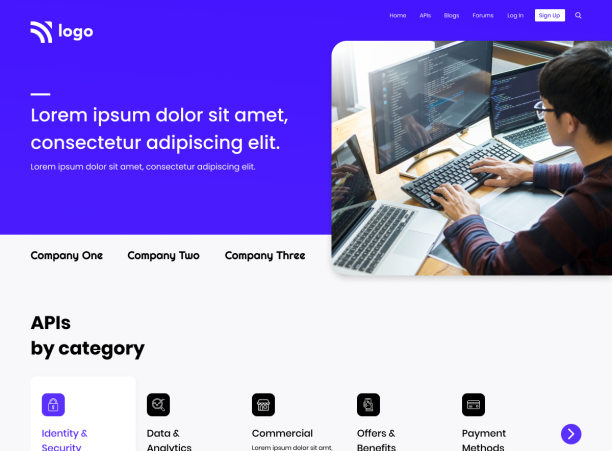 Home APIs Blogs Forums Log In Sign Up
logo
Lorem ipsum dolor sit amet,
consectetur adipiscing elit.
Lorem ipsum dolor sit amet, consectetur adipiscing elit.
Company One Company Two Company Three
APIs
by category
Identity &
Security
Data &
Analytics
Commercial
Lorem ipsum dolor sit amt,
Offers &
Benefits
Payment
Methods